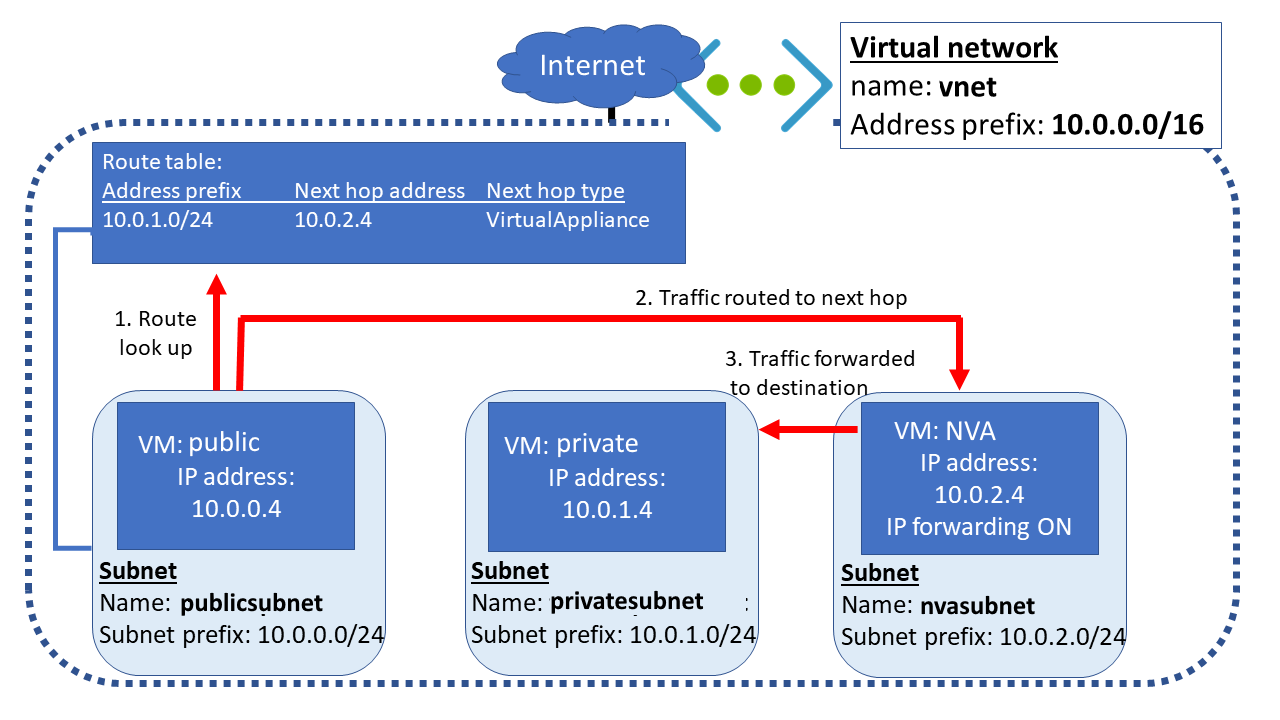 Internet
Virtual network
name: vnet
Address prefix: 10.0.0.0/16
Route table:
Address prefix Next hop address Next hop type
10.0.1.0/24 10.0.2.4 VirtualAppliance
1. Route
look up
2. Traffic routed to next hop
3. Traffic forwarded
to destination
VM: public
IP address:
10.0.0.4
Subnet
Name: publicsubnet
Subnet prefix: 10.0.0.0/24
VM: private
IP address:
10.0.1.4
Subnet
Name: privatesubnet :
Subnet prefix: 10.0.1.0/24
VM: NVA
IP address:
10.0.2.4
IP forwarding ON
Subnet
Name: nvasubnet
Subnet prefix: 10.0.2.0/24